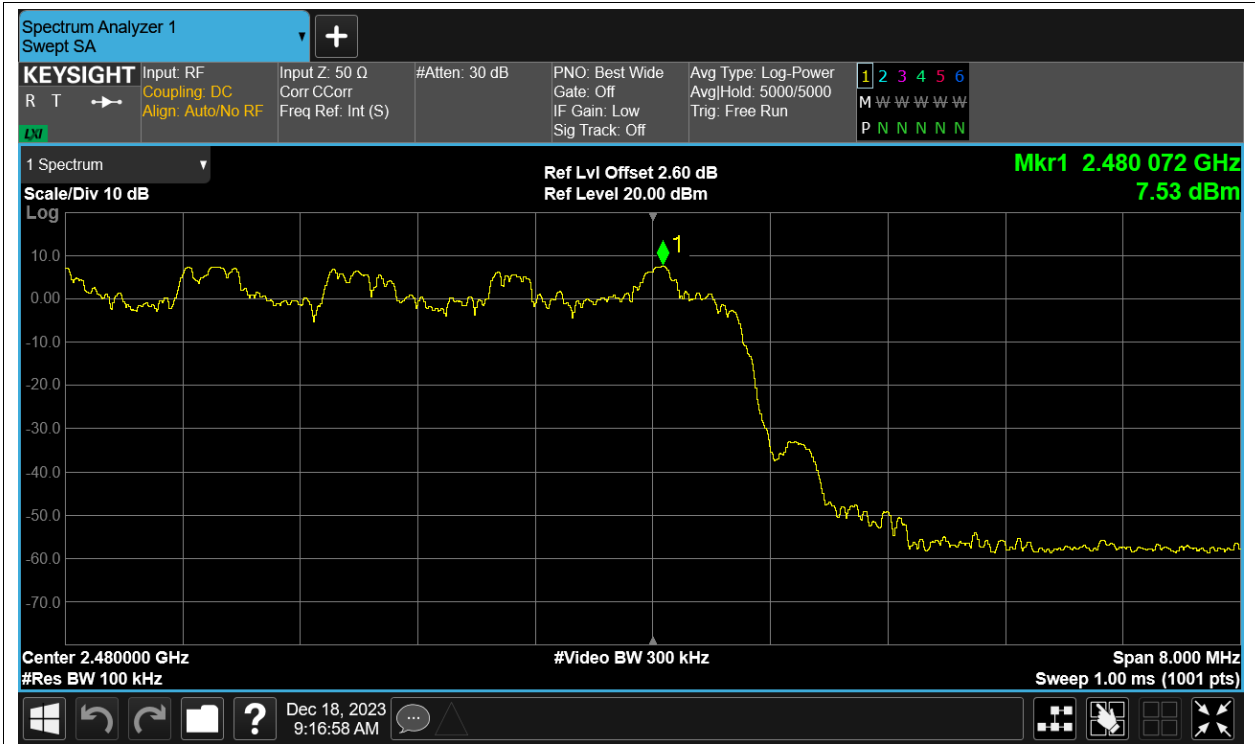 Spectrum Analyzer 1
Swept SA
KEYSIGHT
R T
LXI
Input: RF
Coupling: DC
Align: Auto/No RF
Input Z: 50 Ω
Corr CCorr
Freq Ref: Int (S)
#Atten: 30 dB
PNO: Best Wide
Gate: Off
IF Gain: Low
Sig Track: Off
Avg Type: Log-Power
Avg|Hold: 5000/5000
Trig: Free Run
1 2 3 4 5 6
M W W W W W
P N N N N N
1 Spectrum
Scale/Div 10 dB
Log
Ref Lvl Offset 2.60 dB
Ref Level 20.00 dBm
Mkr1 2.480 072 GHz
7.53 dBm
1
10.0
0.00
-10.0
-20.0
-30.0
-40.0
-50.0
-60.0
-70.0
Center 2.480000 GHz
#Res BW 100 kHz
#Video BW 300 kHz
Span 8.000 MHz
Sweep 1.00 ms (1001 pts)
?
Dec 18, 2023
9:16:58 AM